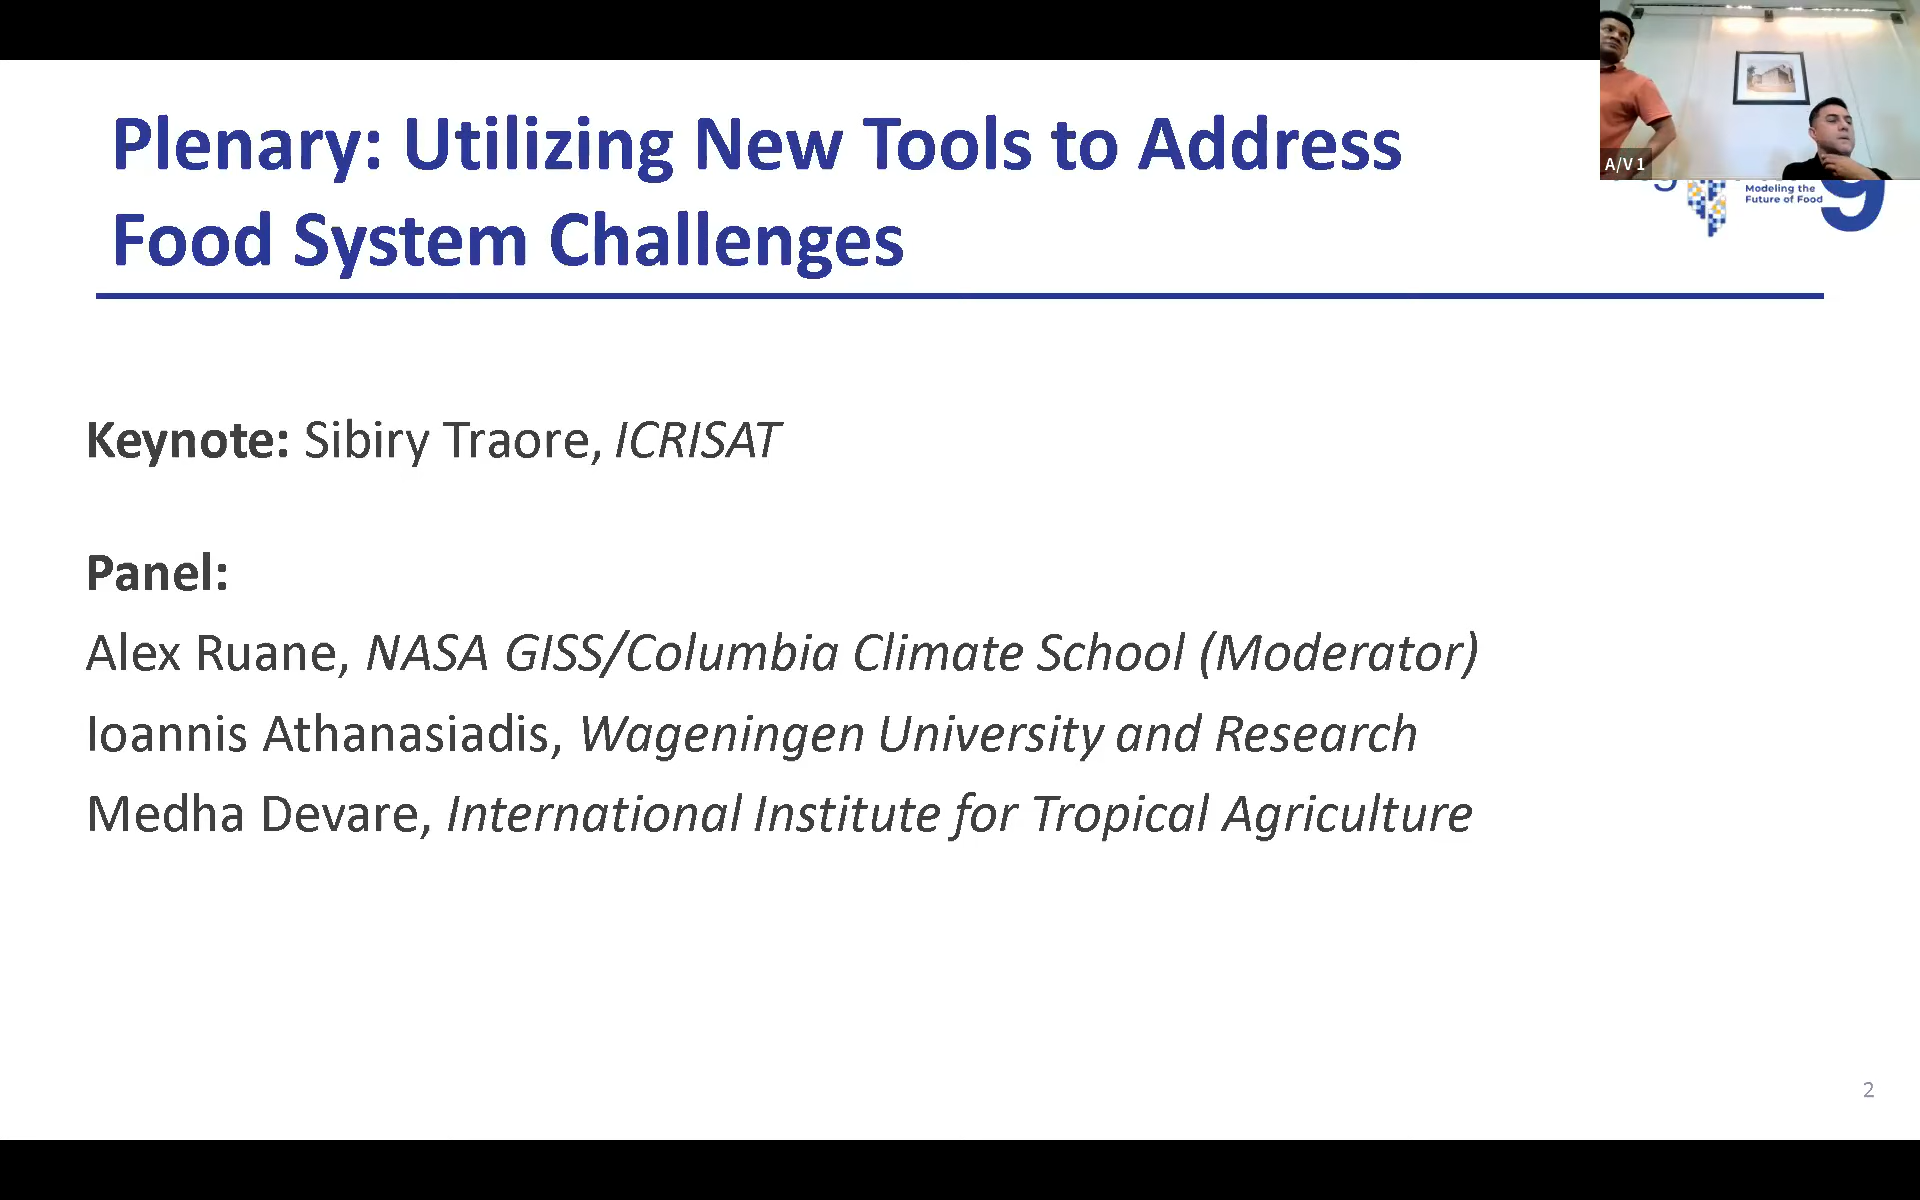 Plenary: Utilizing New Tools to Address
Food System Challenges
A/V 1
Modeling the
Future of Food
9
Keynote: Sibiry Traore, ICRISAT
Panel:
Alex Ruane, NASA GISS/Columbia Climate School (Moderator)
Ioannis Athanasiadis, Wageningen University and Research
Medha Devare, International Institute for Tropical Agriculture
2